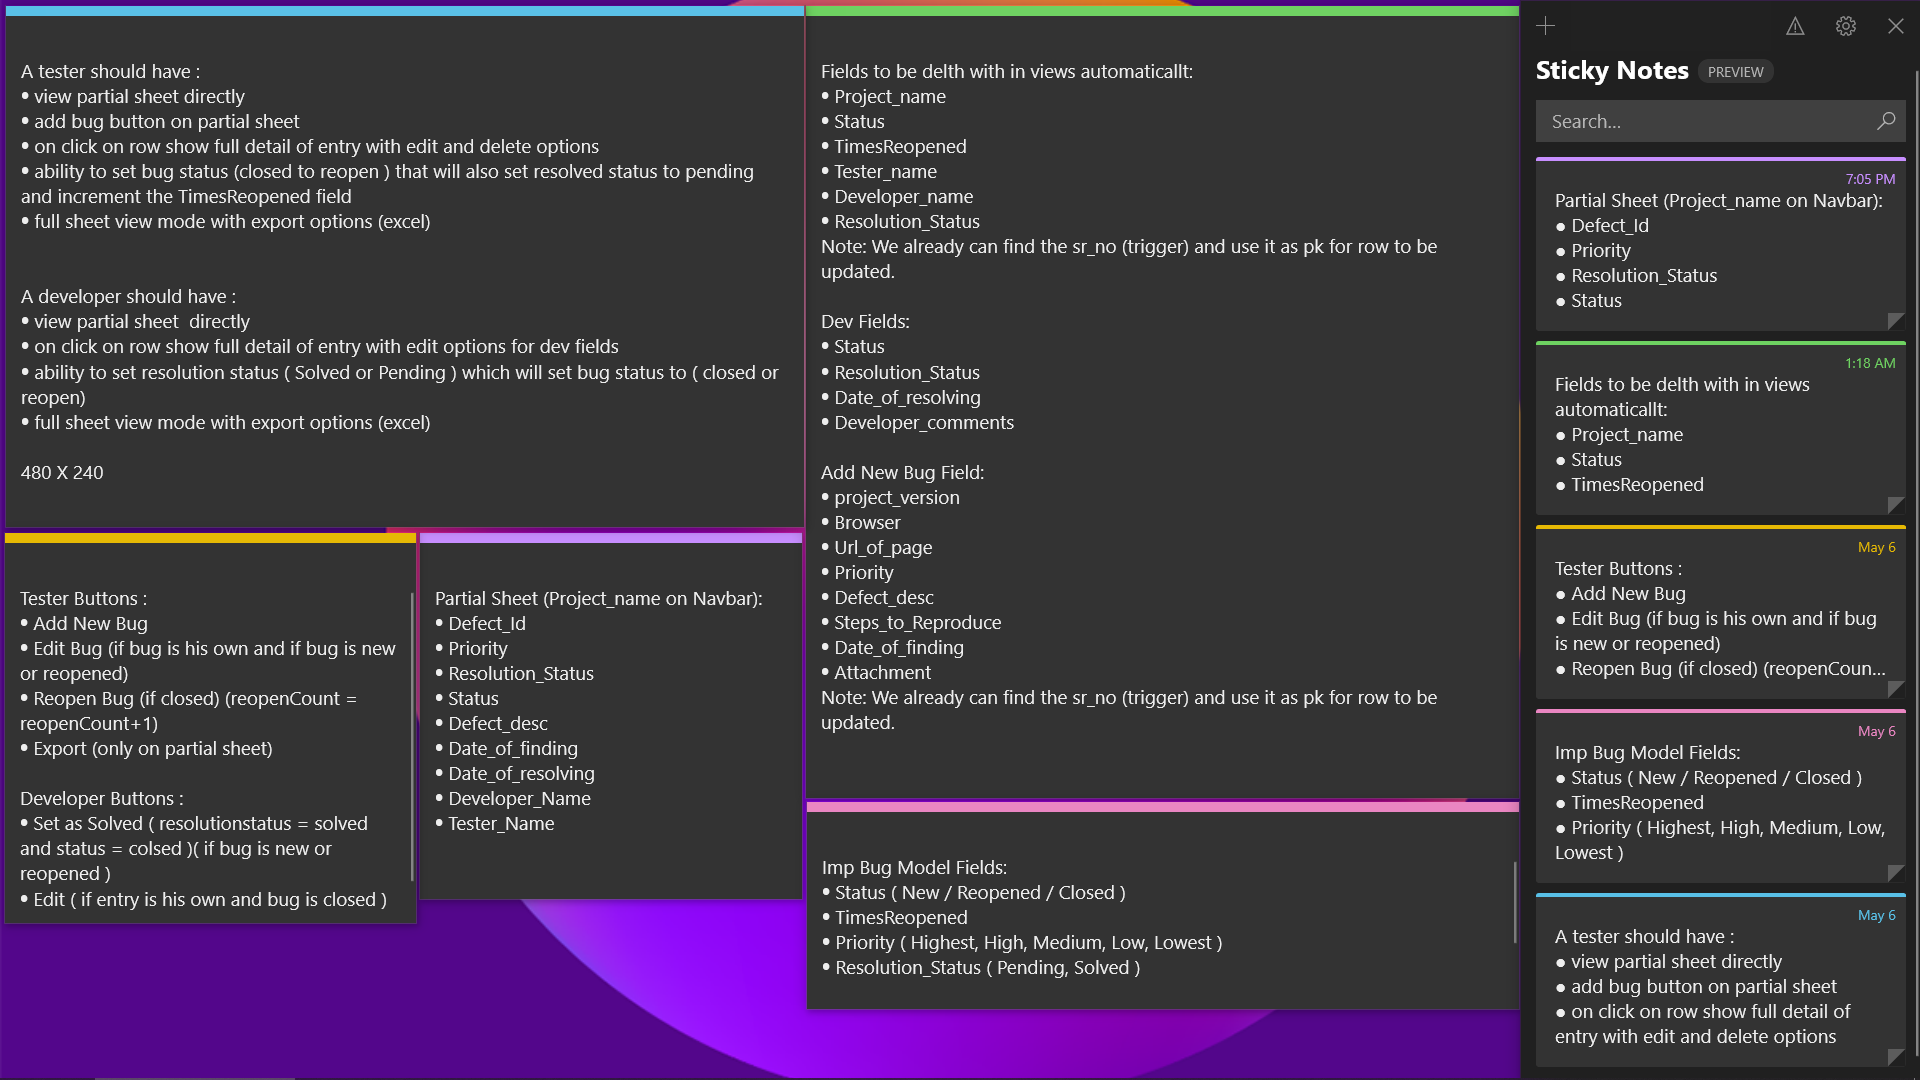 A tester should have :
• view partial sheet directly
• add bug button on partial sheet
• on click on row show full detail of entry with edit and delete options
• ability to set bug status (closed to reopen ) that will also set resolved status to pending
and increment the TimesReopened field
• full sheet view mode with export options (excel)
A developer should have :
• view partial sheet  directly
• on click on row show full detail of entry with edit options for dev fields
• ability to set resolution status ( Solved or Pending ) which will set bug status to ( closed or
reopen)
• full sheet view mode with export options (excel)
480 X 240
Tester Buttons :
• Add New Bug
• Edit Bug (if bug is his own and if bug is new
or reopened)
• Reopen Bug (if closed) (reopenCount =
reopenCount+1)
• Export (only on partial sheet)
Developer Buttons :
• Set as Solved ( resolutionstatus = solved
and status = colsed )( if bug is new or
reopened )
• Edit ( if entry is his own and bug is closed )
Partial Sheet (Project_name on Navbar):
• Defect_Id
• Priority
• Resolution_Status
• Status
• Defect_desc
• Date_of_finding
• Date_of_resolving
• Developer_Name
• Tester_Name
Fields to be delth with in views automaticallt:
• Project_name
• Status
• TimesReopened
• Tester_name
• Developer_name
• Resolution_Status
Note: We already can find the sr_no (trigger) and use it as pk for row to be
updated.
Dev Fields:
• Status
• Resolution_Status
• Date_of_resolving
• Developer_comments
Add New Bug Field:
• project_version
• Browser
• Url_of_page
• Priority
• Defect_desc
• Steps_to_Reproduce
• Date_of_finding
• Attachment
Note: We already can find the sr_no (trigger) and use it as pk for row to be
updated.
Imp Bug Model Fields:
• Status ( New / Reopened / Closed )
• TimesReopened
• Priority ( Highest, High, Medium, Low, Lowest )
• Resolution_Status ( Pending, Solved )
Sticky Notes PREVIEW
Search...
7:05 PM
Partial Sheet (Project_name on Navbar):
● Defect_Id
● Priority
● Resolution_Status
● Status
1:18 AM
Fields to be delth with in views
automaticallt:
● Project_name
● Status
● TimesReopened
May 6
Tester Buttons :
● Add New Bug
● Edit Bug (if bug is his own and if bug
is new or reopened)
● Reopen Bug (if closed) (reopenCoun...
May 6
Imp Bug Model Fields:
● Status ( New / Reopened / Closed )
● TimesReopened
● Priority ( Highest, High, Medium, Low,
Lowest )
May 6
A tester should have :
● view partial sheet directly
● add bug button on partial sheet
● on click on row show full detail of
entry with edit and delete options